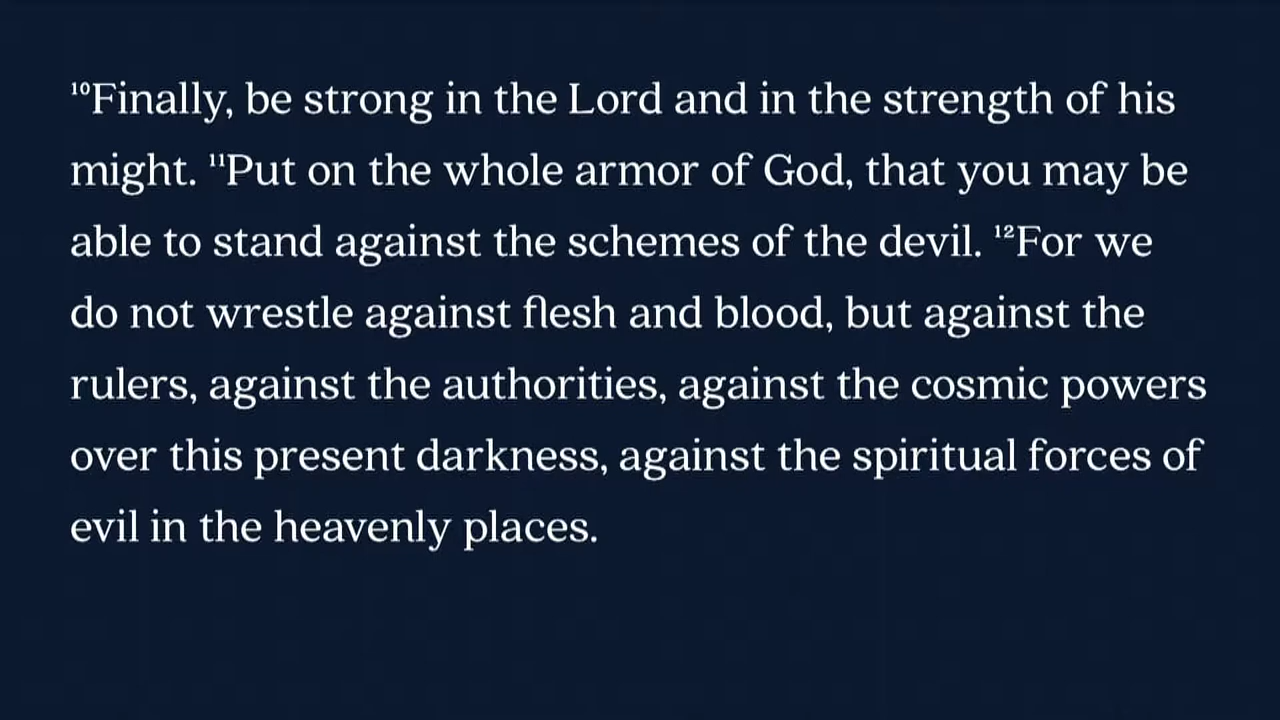 ¹⁰Finally, be strong in the Lord and in the strength of his
might. ¹¹Put on the whole armor of God, that you may be
able to stand against the schemes of the devil. ¹²For we
do not wrestle against flesh and blood, but against the
rulers, against the authorities, against the cosmic powers
over this present darkness, against the spiritual forces of
evil in the heavenly places.